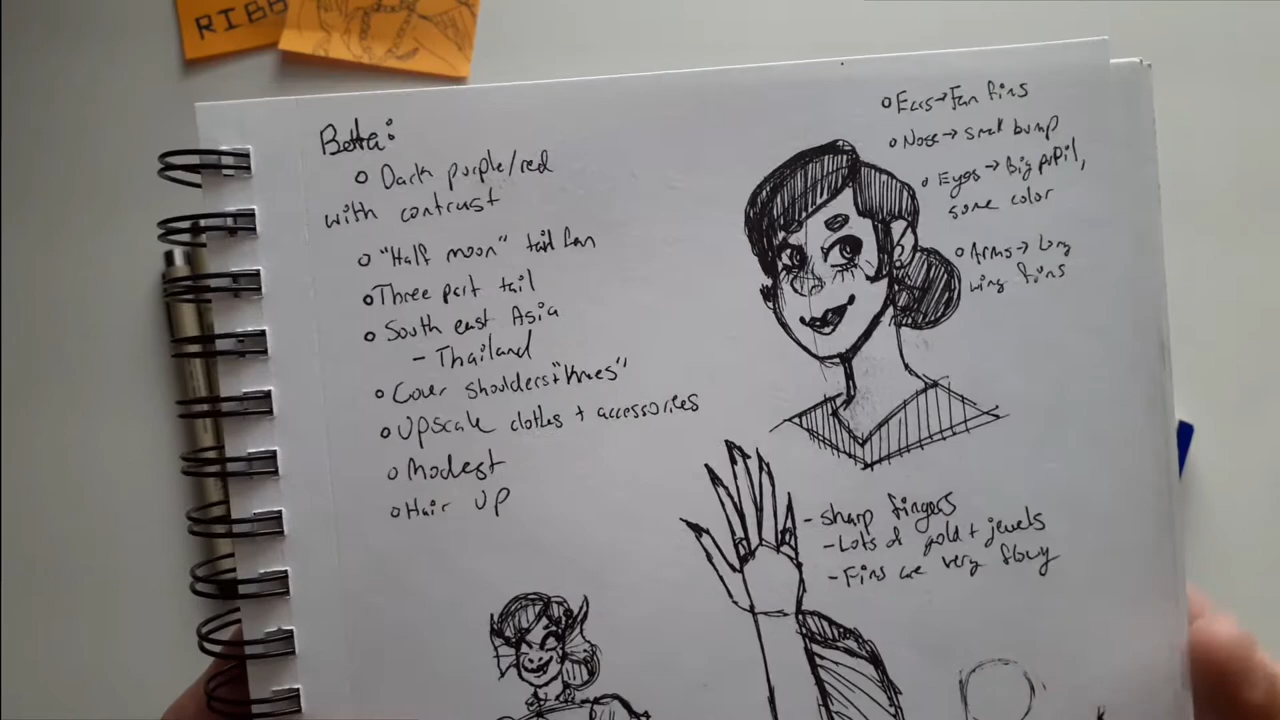 RIBB
Betta:
Dark purple/red
with contrust
"Half moon" tail fan
Three part tail
South east Asia
- Thailand
Cover shoulders + "knees"
Upscale clothes + accessories
Modest
Hair up
Ears → Fan fins
Nose → small bump
Eyes → Big pupil,
some color
Arms → long
wing fins
- sharp fingers
- Lots of gold + jewels
- Fins are very flowy